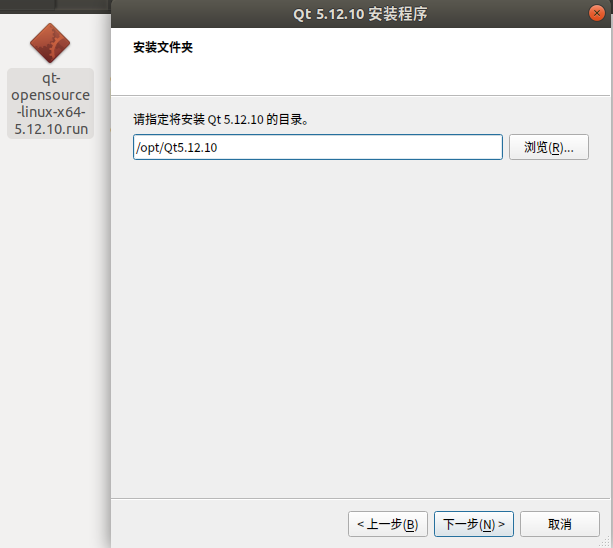 Qt 5.12.10 安装程序
qt-
opensource
-linux-x64-
5.12.10.run
安装文件夹
请指定将安装 Qt 5.12.10 的目录。
/opt/Qt5.12.10
浏览(R)...
< 上一步(B)
下一步(N) >
取消